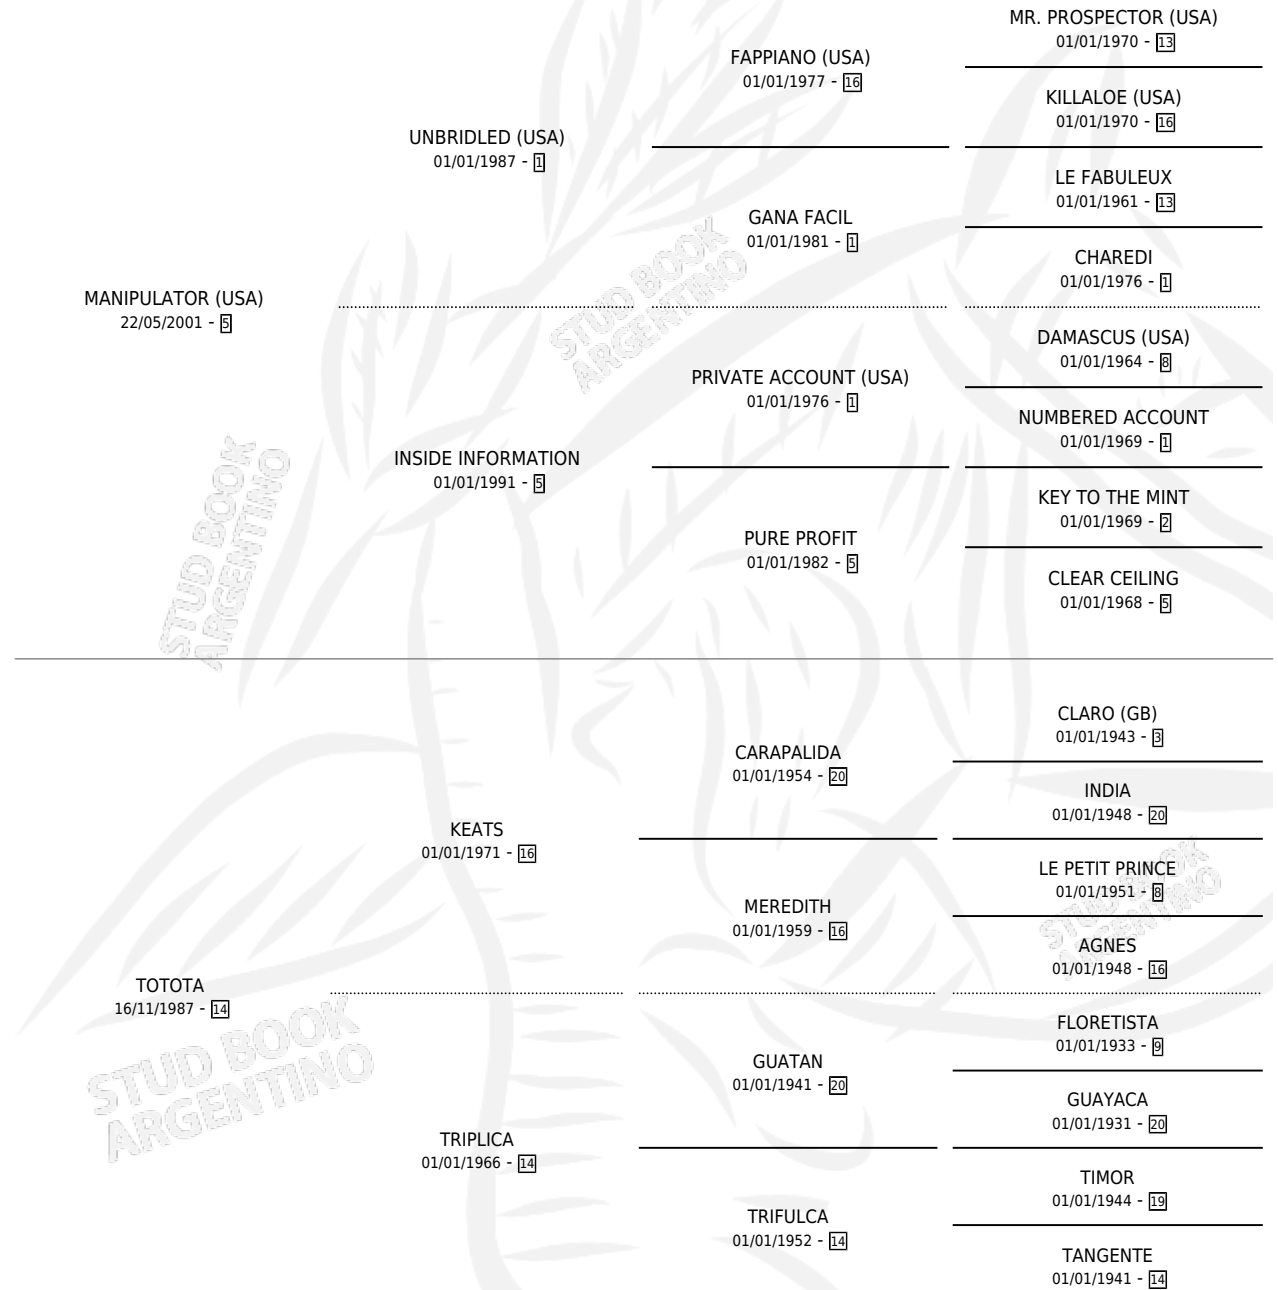 MR. PROSPECTOR (USA)
01/01/1970 - 13
FAPPIANO (USA)
01/01/1977 - 16
KILLALOE (USA)
01/01/1970 - 16
UNBRIDLED (USA)
01/01/1987 - 1
LE FABULEUX
01/01/1961 - 13
GANA FACIL
01/01/1981 - 1
CHAREDI
01/01/1976 - 1
MANIPULATOR (USA)
22/05/2001 - 5
DAMASCUS (USA)
01/01/1964 - 8
PRIVATE ACCOUNT (USA)
01/01/1976 - 1
NUMBERED ACCOUNT
01/01/1969 - 1
INSIDE INFORMATION
01/01/1991 - 5
KEY TO THE MINT
01/01/1969 - 2
PURE PROFIT
01/01/1982 - 5
CLEAR CEILING
01/01/1968 - 5
CLARO (GB)
01/01/1943 - 3
CARAPALIDA
01/01/1954 - 20
INDIA
01/01/1948 - 20
KEATS
01/01/1971 - 16
LE PETIT PRINCE
01/01/1951 - 8
MEREDITH
01/01/1959 - 16
AGNES
01/01/1948 - 16
TOTOTA
16/11/1987 - 14
FLORETISTA
01/01/1933 - 9
GUATAN
01/01/1941 - 20
GUAYACA
01/01/1931 - 20
TRIPLICA
01/01/1966 - 14
TIMOR
01/01/1944 - 19
TRIFULCA
01/01/1952 - 14
TANGENTE
01/01/1941 - 14
STUD BOOK
ARGENTINO
STUD BOOK
ARGENTINO
STUD BOOK
ARGENTINO
STUD BOOK
ARGENTINO